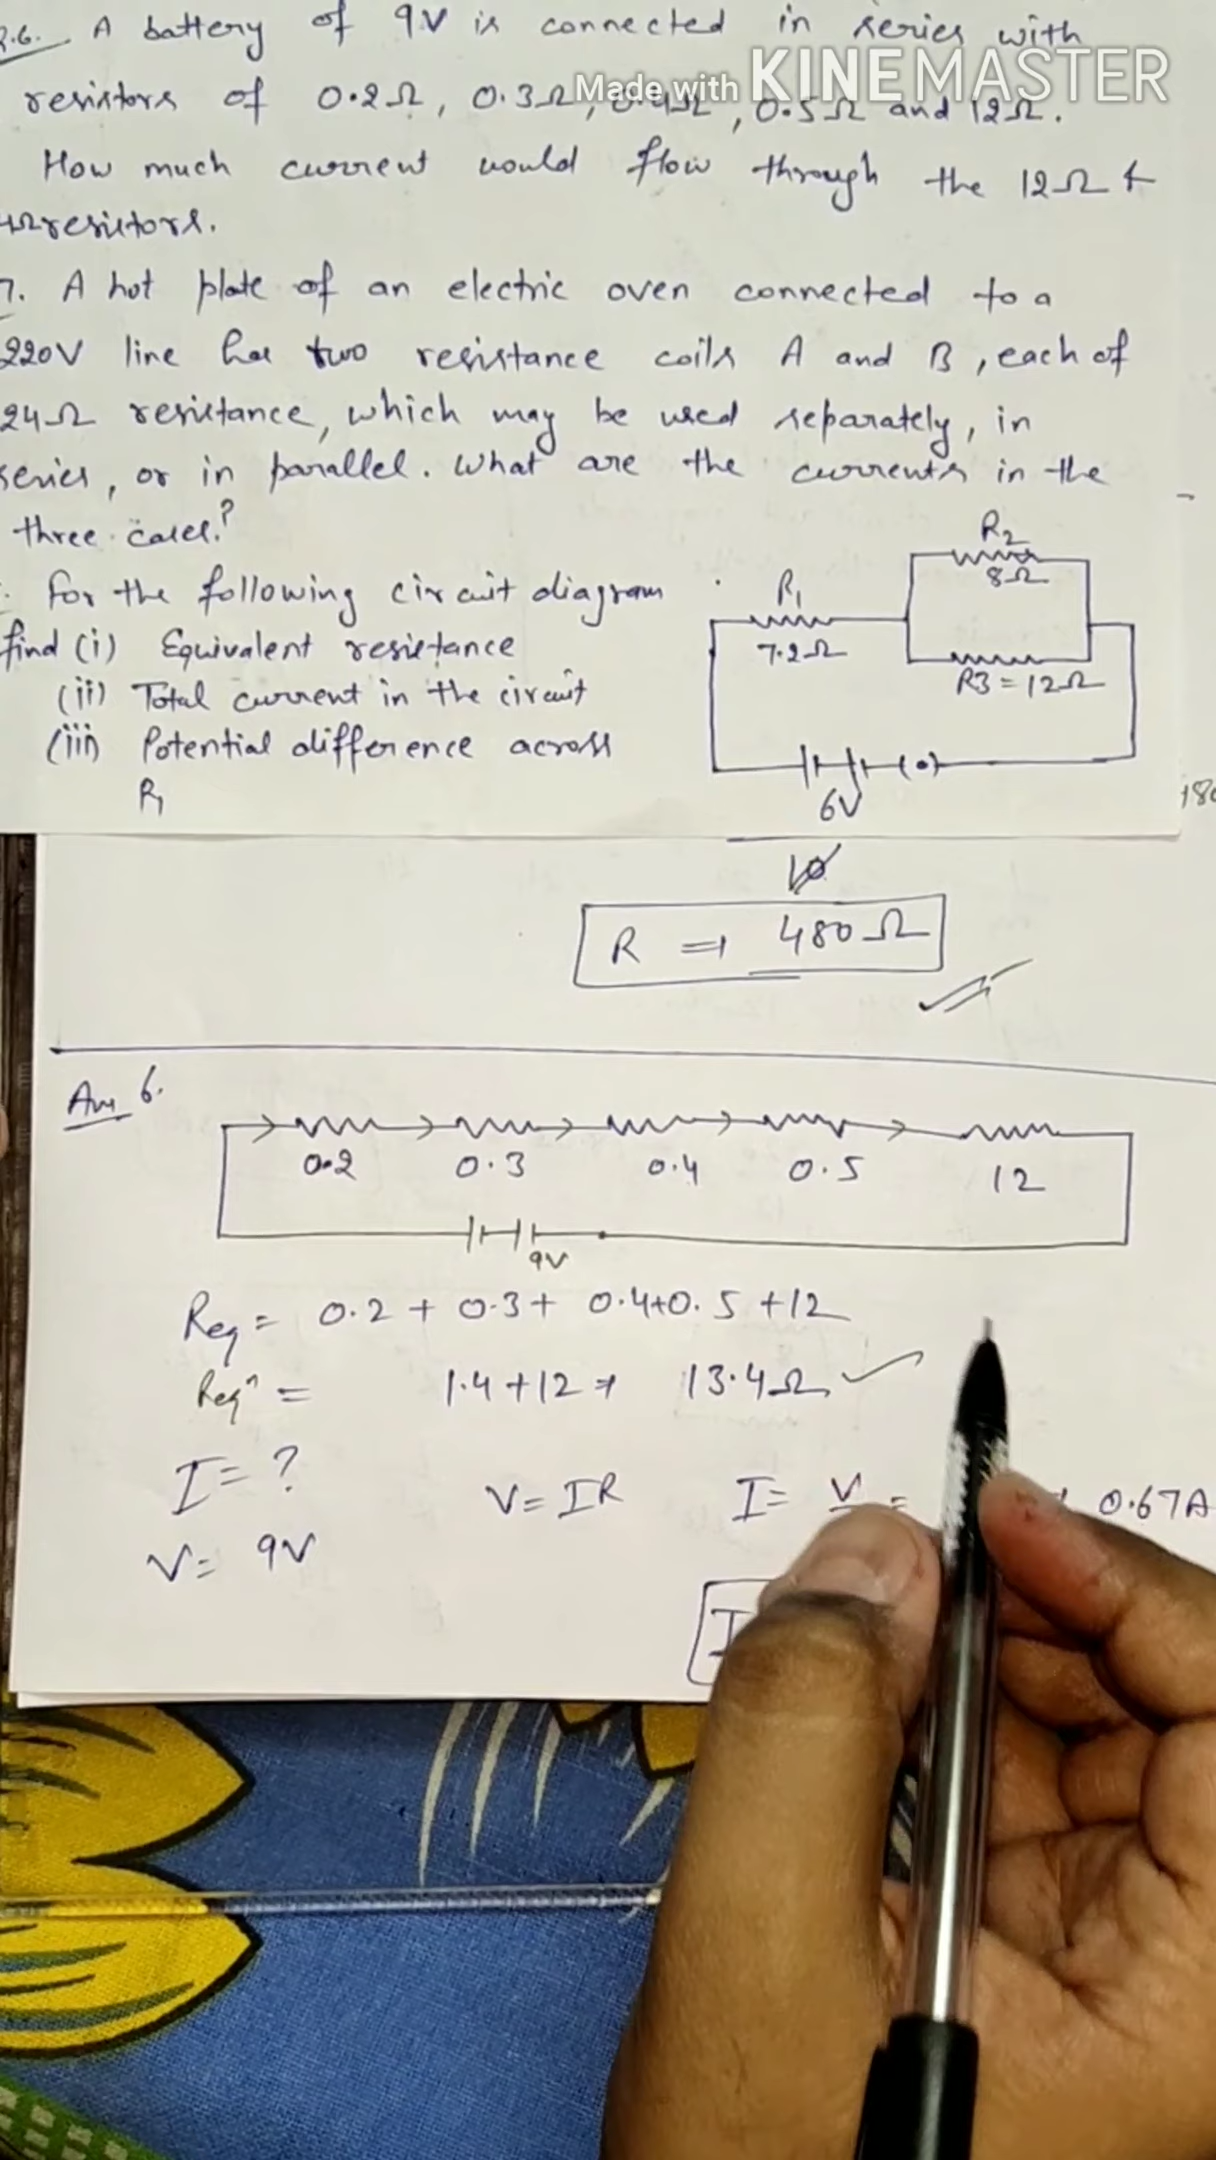 2.6. A battery of 9V is connected in series with
Made with KINEMASTER
resistors of 0.2Ω, 0.3Ω, 0.4Ω, 0.5Ω and 12Ω.
How much current would flow through the 12Ω &
4Ω resistors.
7. A hot plate of an electric oven connected to a
220V line has two resistance coils A and B, each of
24Ω resistance, which may be used separately, in
series, or in parallel. What are the currents in the
three cases?
For the following circuit diagram
find (i) Equivalent resistance
(ii) Total current in the circuit
(iii) Potential difference across
R1
R2
8Ω
R1
7.2Ω
R3 = 12Ω
6V
180
10
R ⇒ 480Ω
Ans 6.
0.2 0.3 0.4 0.5 12
9V
Req = 0.2 + 0.3 + 0.4+0.5 +12
Reqn = 1.4 +12 ⇒ 13.4Ω
I = ? V = IR I = V = 0.67A
V = 9V
I